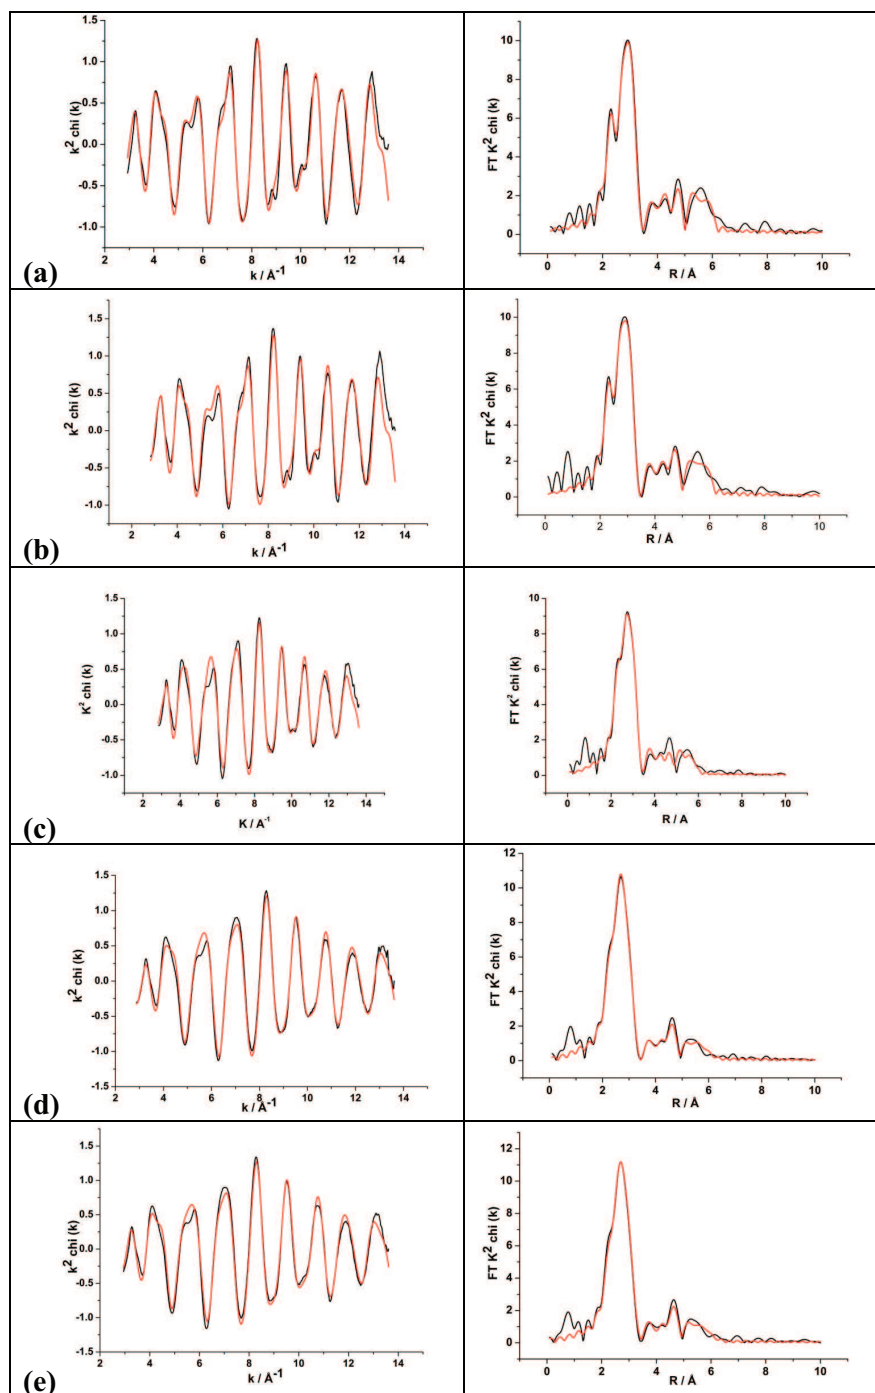 1.5
1.0
0.5
0.0
-0.5
-1.0
k² chi (k)
2 4 6 8 10 12 14
k / Å⁻¹
(a)
10
8
6
4
2
0
FT K² chi (k)
0 2 4 6 8 10
R / Å
1.5
1.0
0.5
0.0
-0.5
-1.0
k² chi (k)
2 4 6 8 10 12 14
k / Å⁻¹
(b)
10
8
6
4
2
0
FT K² chi (k)
0 2 4 6 8 10
R / Å
1.5
1.0
0.5
0.0
-0.5
-1.0
K² chi (k)
2 4 6 8 10 12 14
K / A⁻¹
(c)
10
8
6
4
2
0
FT K² chi (k)
0 2 4 6 8 10
R / A
1.5
1.0
0.5
0.0
-0.5
-1.0
-1.5
k² chi (k)
2 4 6 8 10 12 14
k / Å⁻¹
(d)
12
10
8
6
4
2
0
FT K² chi (k)
0 2 4 6 8 10
R / Å
1.5
1.0
0.5
0.0
-0.5
-1.0
-1.5
k² chi (k)
4 6 8 10 12 14
k / Å⁻¹
(e)
12
10
8
6
4
2
0
FT K² chi (k)
0 2 4 6 8 10
R / Å